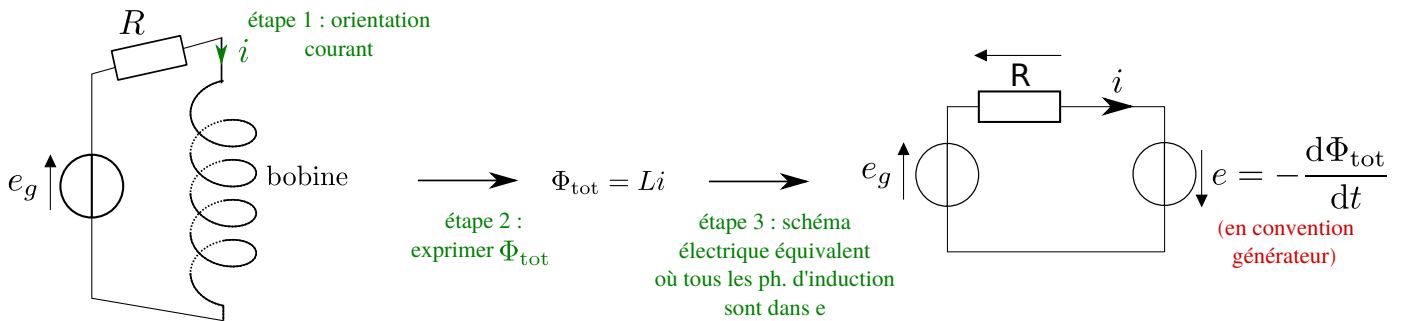 R
étape 1 : orientation
courant
i
e_g
bobine
étape 2 :
exprimer Φ_tot
Φ_tot = Li
étape 3 : schéma
électrique équivalent
où tous les ph. d'induction
sont dans e
R
i
e_g
e = − dΦ_tot / dt
(en convention
générateur)